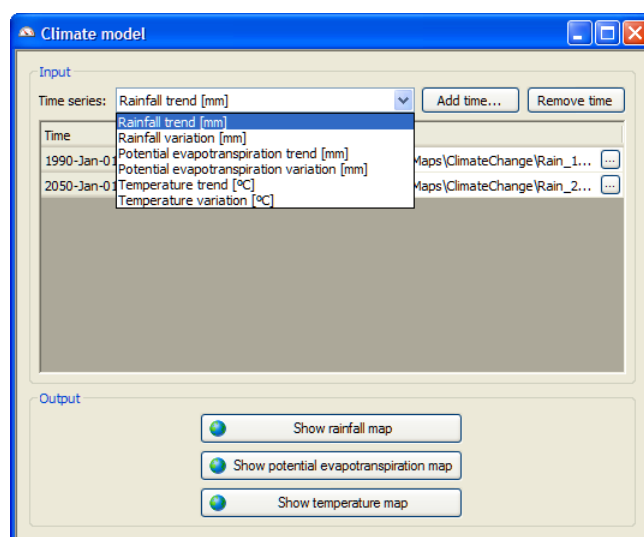 Climate model
Input
Time series: Rainfall trend [mm] Add time... Remove time
Rainfall trend [mm]
Rainfall variation [mm]
Potential evapotranspiration trend [mm]
Potential evapotranspiration variation [mm]
Temperature trend [ºC]
Temperature variation [ºC]
Time
1990-Jan-01 Maps\ClimateChange\Rain_1... ...
2050-Jan-01 Maps\ClimateChange\Rain_2... ...
Output
Show rainfall map
Show potential evapotranspiration map
Show temperature map